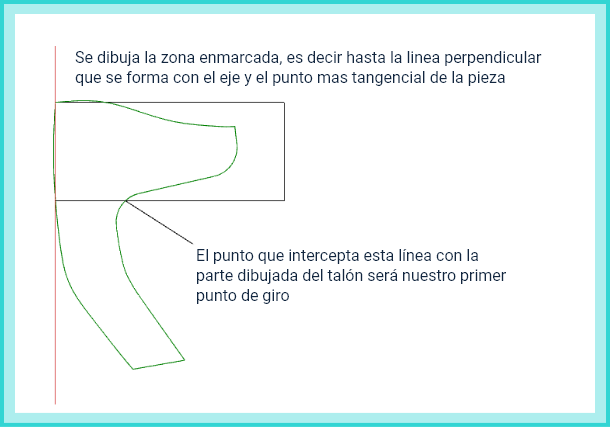 Se dibuja la zona enmarcada, es decir hasta la linea perpendicular
que se forma con el eje y el punto mas tangencial de la pieza
El punto que intercepta esta línea con la
parte dibujada del talón será nuestro primer
punto de giro